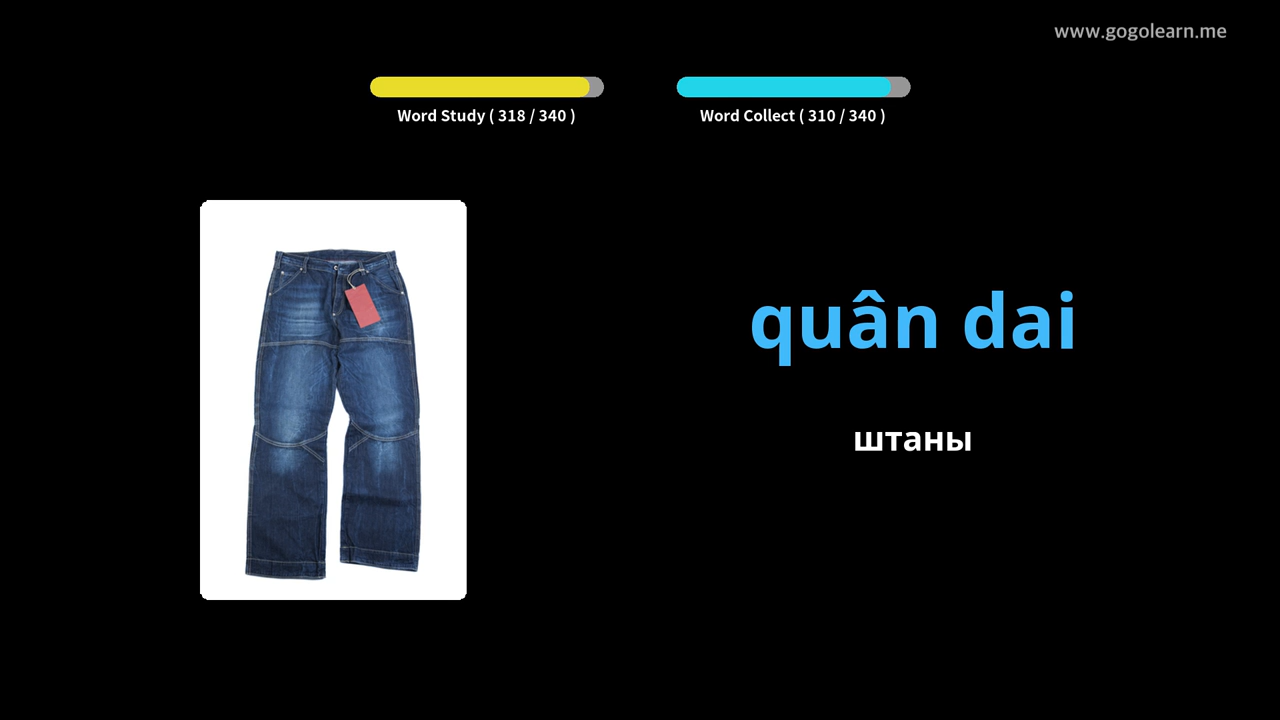 www.gogolearn.me
Word Study ( 318 / 340 )
Word Collect ( 310 / 340 )
quân dai
штаны